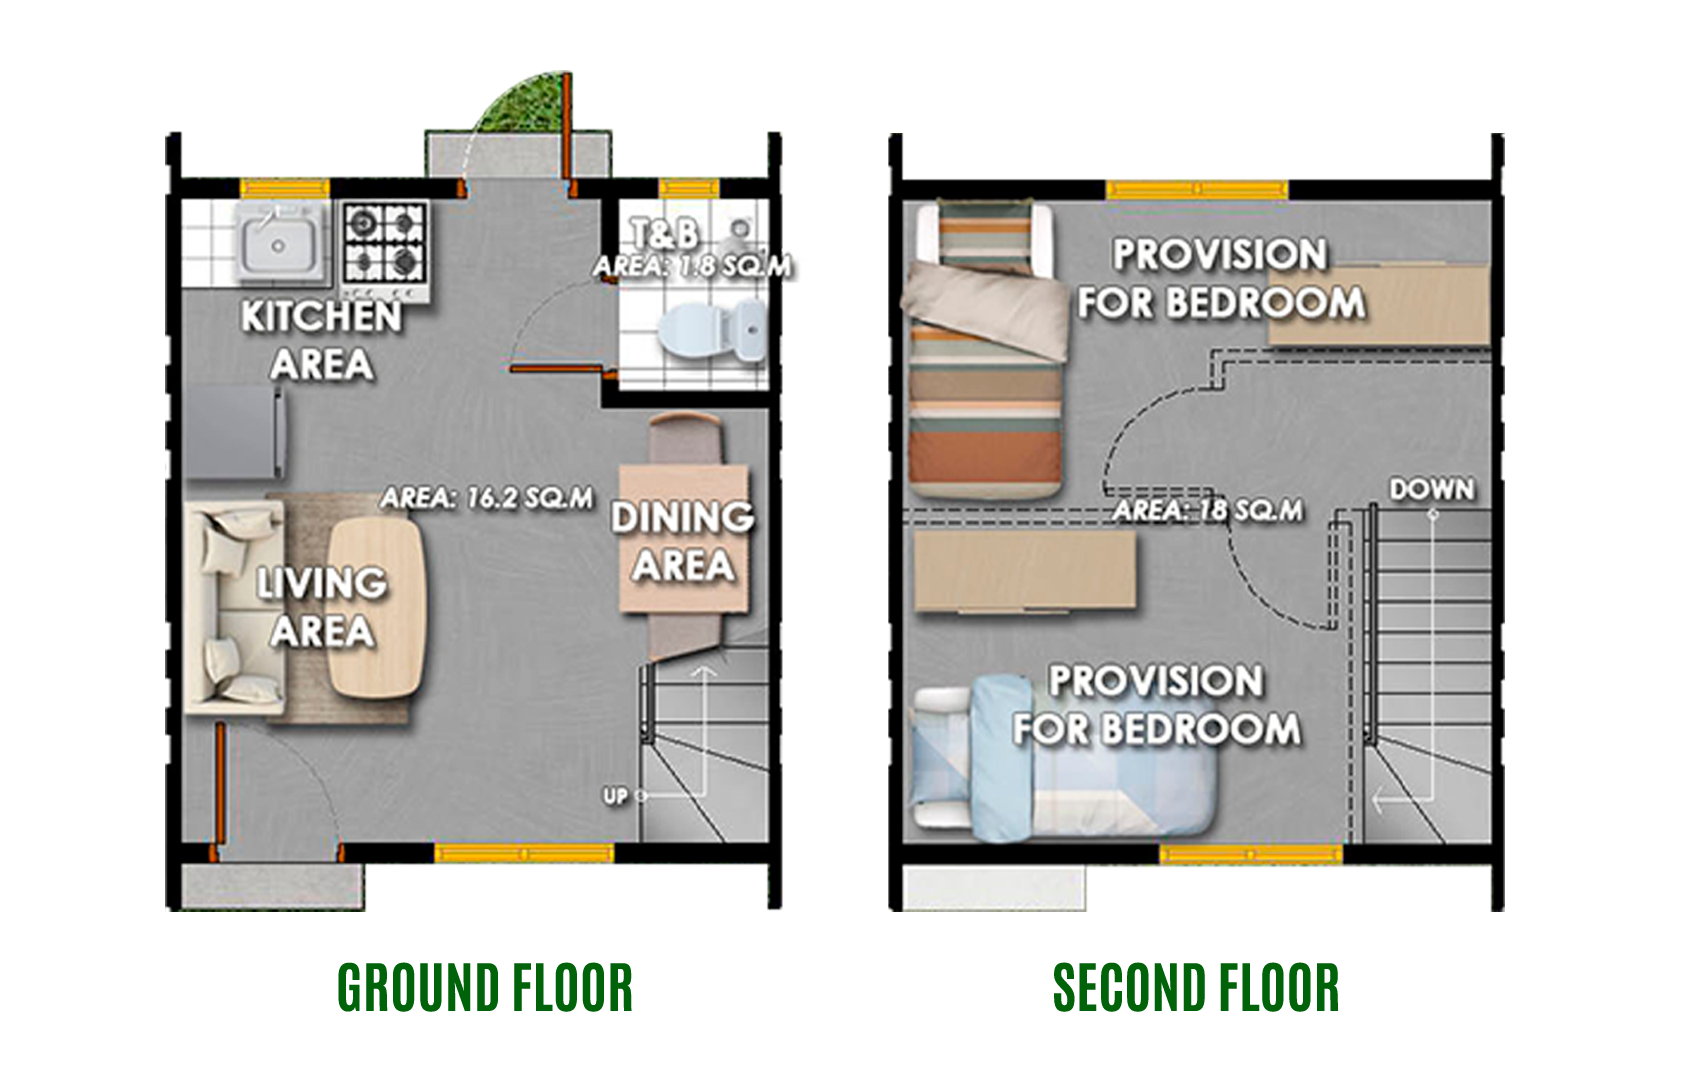 T&B
AREA: 1.8 SQ.M
KITCHEN
AREA
AREA: 16.2 SQ.M
DINING
AREA
LIVING
AREA
UP
GROUND FLOOR
PROVISION
FOR BEDROOM
DOWN
AREA: 18 SQ.M
PROVISION
FOR BEDROOM
SECOND FLOOR